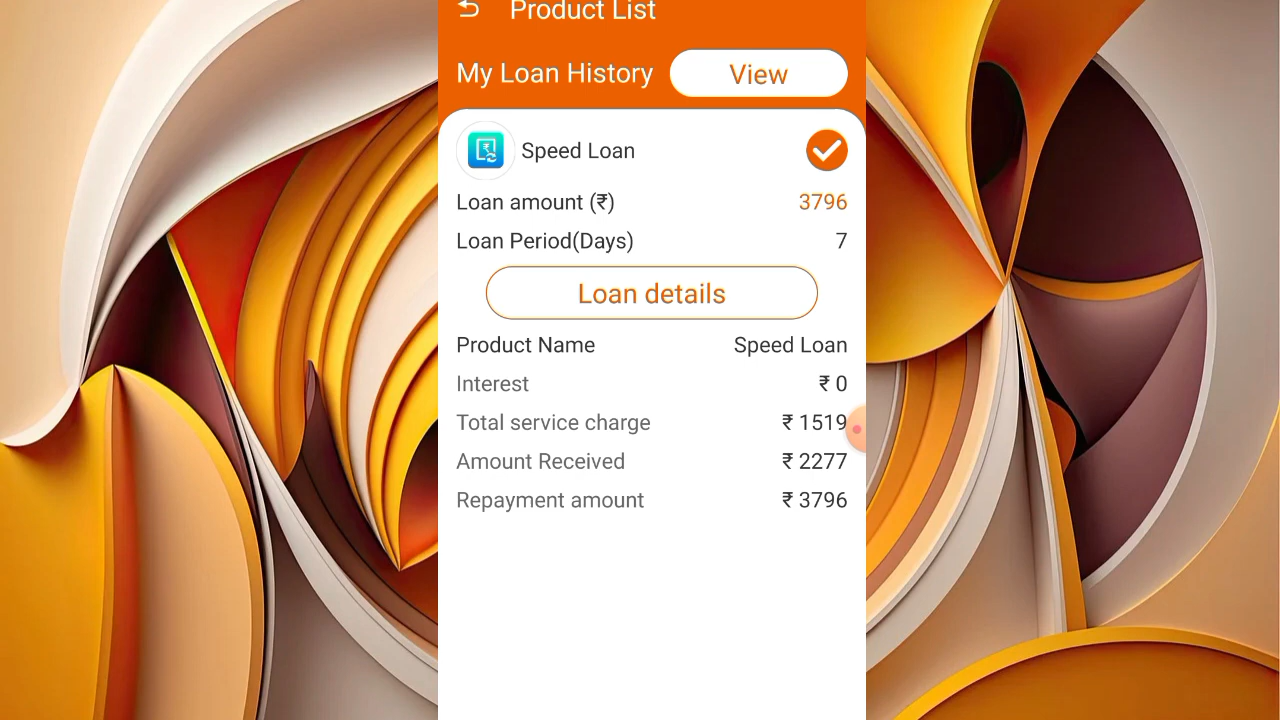 Product List
My Loan History View
Speed Loan
Loan amount (₹) 3796
Loan Period(Days) 7
Loan details
Product Name Speed Loan
Interest ₹ 0
Total service charge ₹ 1519
Amount Received ₹ 2277
Repayment amount ₹ 3796